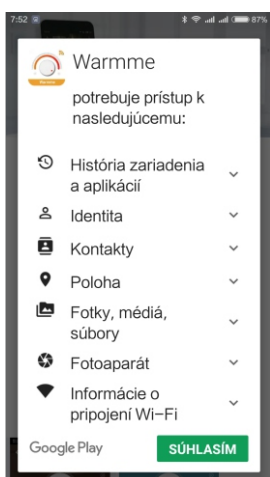 7:52
87%
Warmme
Warmme
potrebuje prístup k
nasledujúcemu:
História zariadenia
a aplikácií
Identita
Kontakty
Poloha
Fotky, médiá,
súbory
Fotoaparát
Informácie o
pripojení Wi-Fi
Google Play
SÚHLASÍM